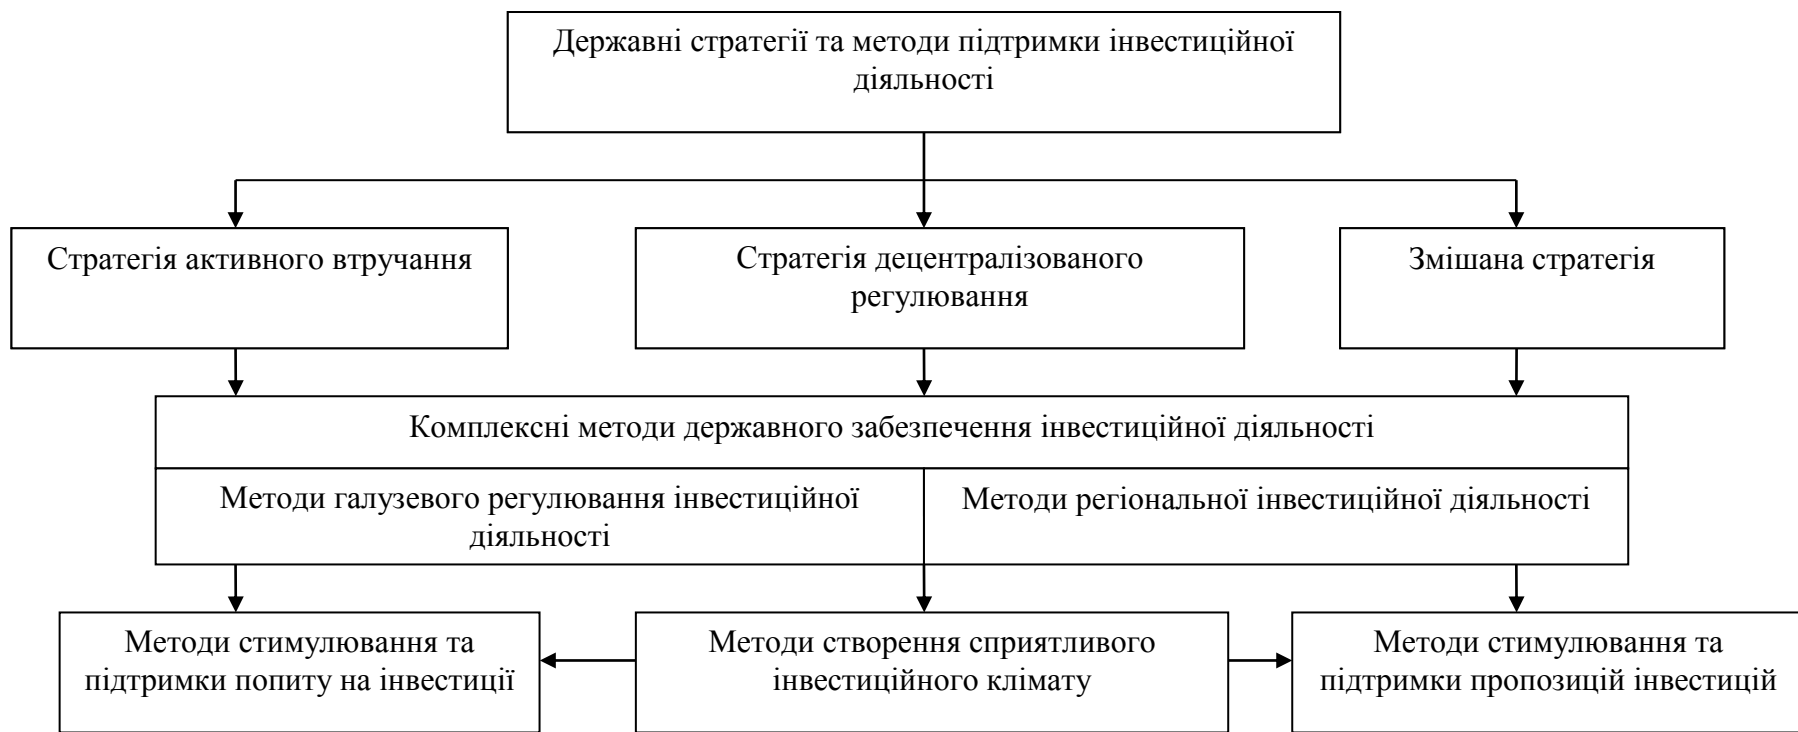 Державні стратегії та методи підтримки інвестиційної
діяльності
Стратегія активного втручання
Стратегія децентралізованого
регулювання
Змішана стратегія
Комплексні методи державного забезпечення інвестиційної діяльності
Методи галузевого регулювання інвестиційної
діяльності
Методи регіональної інвестиційної діяльності
Методи стимулювання та
підтримки попиту на інвестиції
Методи створення сприятливого
інвестиційного клімату
Методи стимулювання та
підтримки пропозицій інвестицій